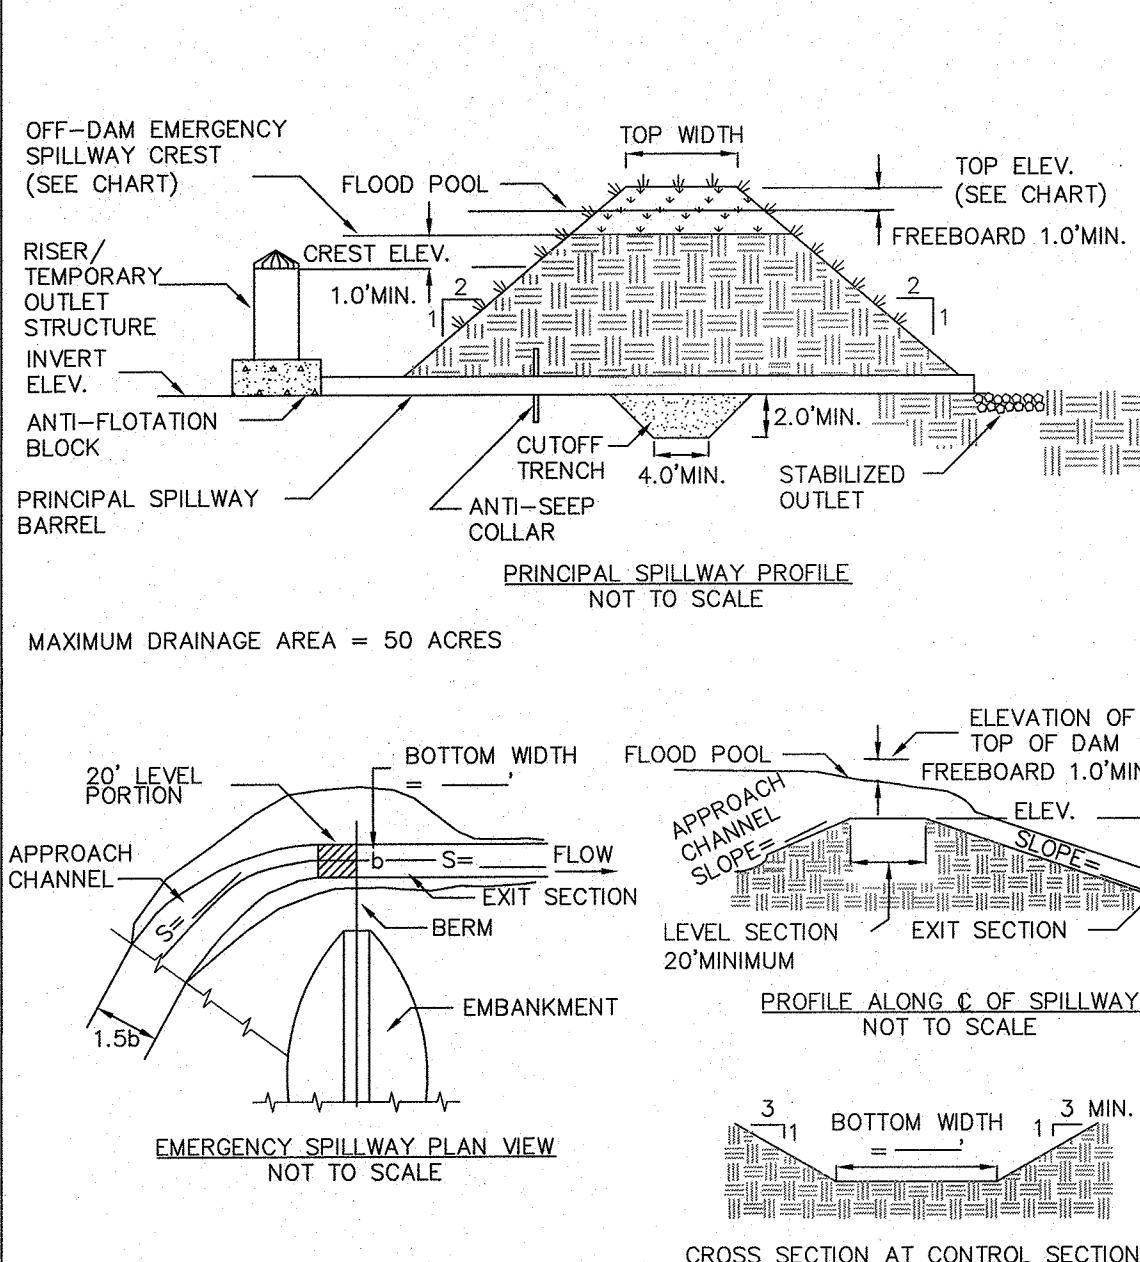 OFF-DAM EMERGENCY
SPILLWAY CREST
(SEE CHART)
FLOOD POOL
TOP WIDTH
TOP ELEV.
(SEE CHART)
FREEBOARD 1.0'MIN.
RISER/
TEMPORARY
OUTLET
STRUCTURE
CREST ELEV.
1.0'MIN.
2
1
2
1
INVERT
ELEV.
ANTI-FLOTATION
BLOCK
PRINCIPAL SPILLWAY
BARREL
CUTOFF
TRENCH
ANTI-SEEP
COLLAR
4.0'MIN.
2.0'MIN.
STABILIZED
OUTLET
PRINCIPAL SPILLWAY PROFILE
NOT TO SCALE
MAXIMUM DRAINAGE AREA = 50 ACRES
20' LEVEL
PORTION
BOTTOM WIDTH
= ______'
APPROACH
CHANNEL
b
S= ____
FLOW
EXIT SECTION
S=
BERM
EMBANKMENT
1.5b
EMERGENCY SPILLWAY PLAN VIEW
NOT TO SCALE
FLOOD POOL
ELEVATION OF
TOP OF DAM
FREEBOARD 1.0'MIN
APPROACH
CHANNEL
SLOPE=
ELEV.
SLOPE=
LEVEL SECTION
20'MINIMUM
EXIT SECTION
PROFILE ALONG ℄ OF SPILLWAY
NOT TO SCALE
3
1
BOTTOM WIDTH
= ______'
3 MIN.
1
CROSS SECTION AT CONTROL SECTION